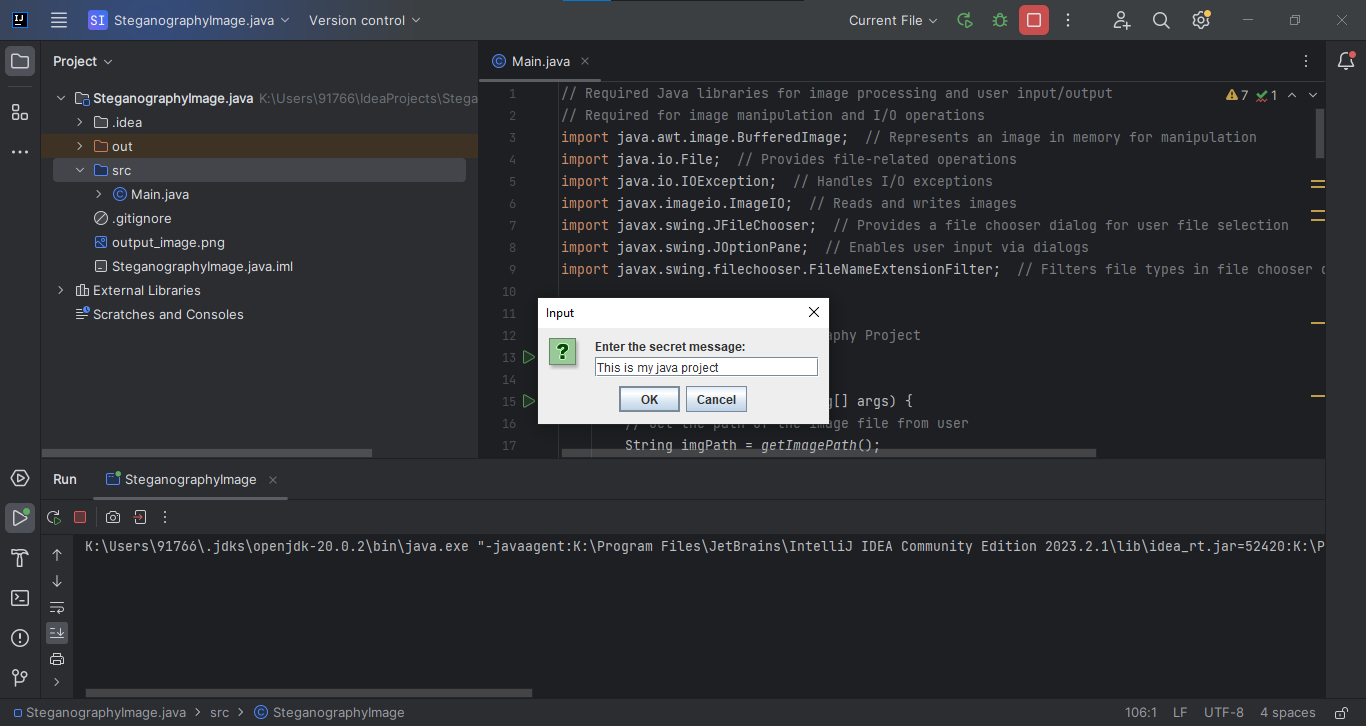 SI SteganographyImage.java Version control Current File
Project
Main.java
SteganographyImage.java K:\Users\91766\IdeaProjects\Stega
.idea
out
src
Main.java
.gitignore
output_image.png
SteganographyImage.java.iml
External Libraries
Scratches and Consoles
7 1
1 // Required Java libraries for image processing and user input/output
2 // Required for image manipulation and I/O operations
3 import java.awt.image.BufferedImage; // Represents an image in memory for manipulation
4 import java.io.File; // Provides file-related operations
5 import java.io.IOException; // Handles I/O exceptions
6 import javax.imageio.ImageIO; // Reads and writes images
7 import javax.swing.JFileChooser; // Provides a file chooser dialog for user file selection
8 import javax.swing.JOptionPane; // Enables user input via dialogs
9 import javax.swing.filechooser.FileNameExtensionFilter; // Filters file types in file chooser
10
11
12 aphy Project
13
14
15 [] args) {
16 // Get the path of the image file from user
17 String imgPath = getImagePath();
Input
Enter the secret message:
This is my java project
OK Cancel
Run SteganographyImage
K:\Users\91766\.jdks\openjdk-20.0.2\bin\java.exe "-javaagent:K:\Program Files\JetBrains\IntelliJ IDEA Community Edition 2023.2.1\lib\idea_rt.jar=52420:K:\P
SteganographyImage.java > src > SteganographyImage 106:1 LF UTF-8 4 spaces